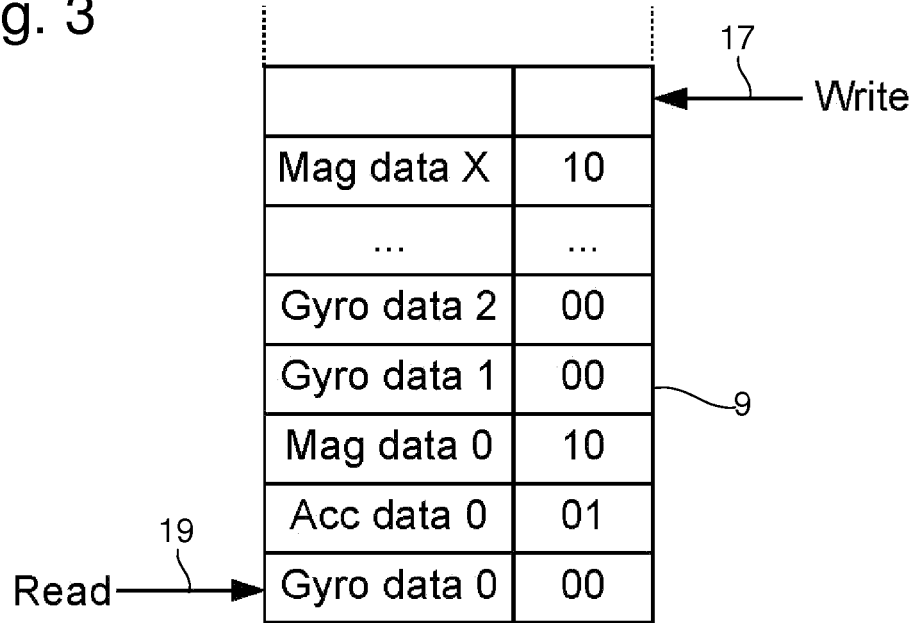 g. 3
17
Write
Mag data X 10
... ...
Gyro data 2 00
Gyro data 1 00
9
Mag data 0 10
Acc data 0 01
19
Read Gyro data 0 00